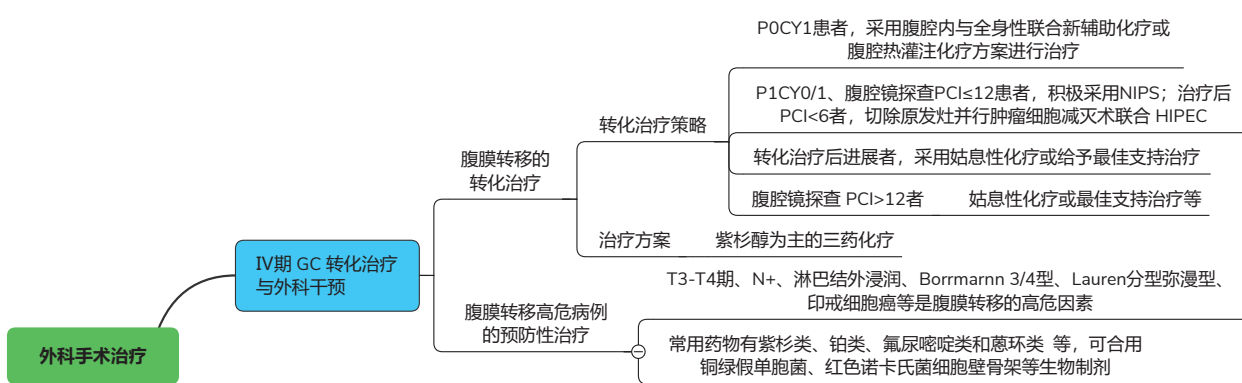 P0CY1患者，采用腹腔内与全身性联合新辅助化疗或
腹腔热灌注化疗方案进行治疗
P1CY0/1、腹腔镜探查PCI≤12患者，积极采用NIPS；治疗后
PCI<6者，切除原发灶并行肿瘤细胞减灭术联合 HIPEC
转化治疗策略
腹膜转移的
转化治疗
转化治疗后进展者，采用姑息性化疗或给予最佳支持治疗
腹腔镜探查 PCI>12者
姑息性化疗或最佳支持治疗等
治疗方案
紫杉醇为主的三药化疗
IV期 GC 转化治疗
与外科干预
T3-T4期、N+、淋巴结外浸润、Borrmarnn 3/4型、Lauren分型弥漫型、
印戒细胞癌等是腹膜转移的高危因素
腹膜转移高危病例
的预防性治疗
外科手术治疗
常用药物有紫杉类、铂类、氟尿嘧啶类和蒽环类 等，可合用
铜绿假单胞菌、红色诺卡氏菌细胞壁骨架等生物制剂